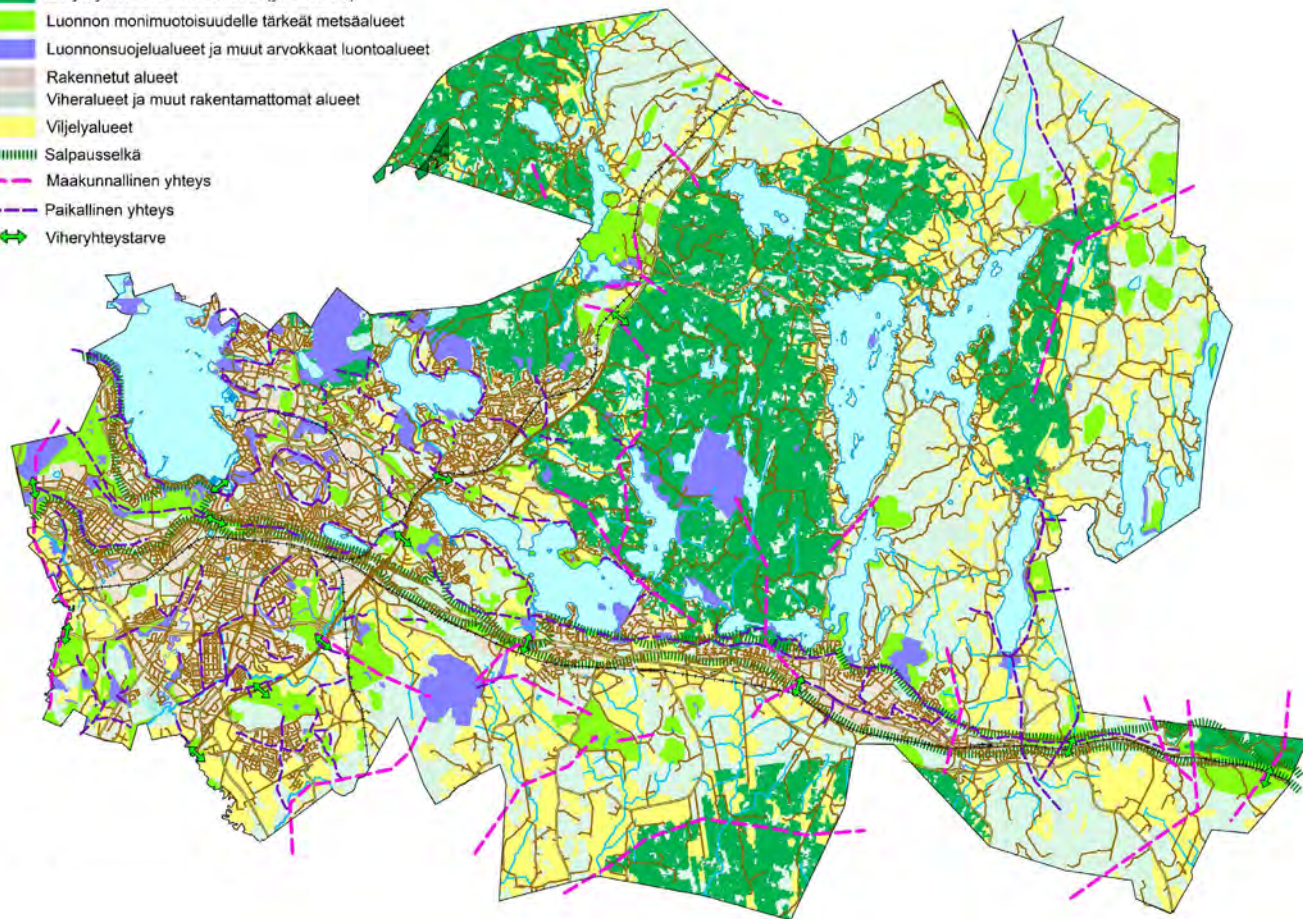 Luonnon monimuotoisuudelle tärkeät metsäalueet
Luonnonsuojelualueet ja muut arvokkaat luontoalueet
Rakennetut alueet
Viheralueet ja muut rakentamattomat alueet
Viljelyalueet
Salpausselkä
Maakunnallinen yhteys
Paikallinen yhteys
Viheryhteystarve